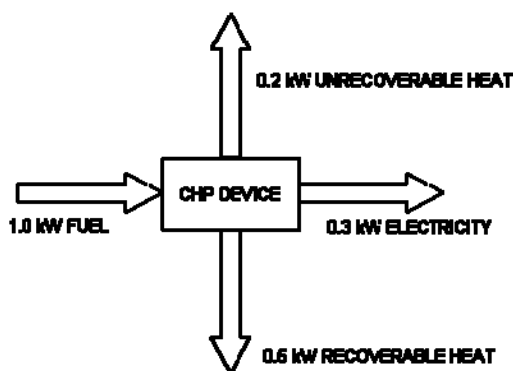 0.2 kW UNRECOVERABLE HEAT
CHP DEVICE
1.0 kW FUEL
0.3 kW ELECTRICITY
0.6 kW RECOVERABLE HEAT